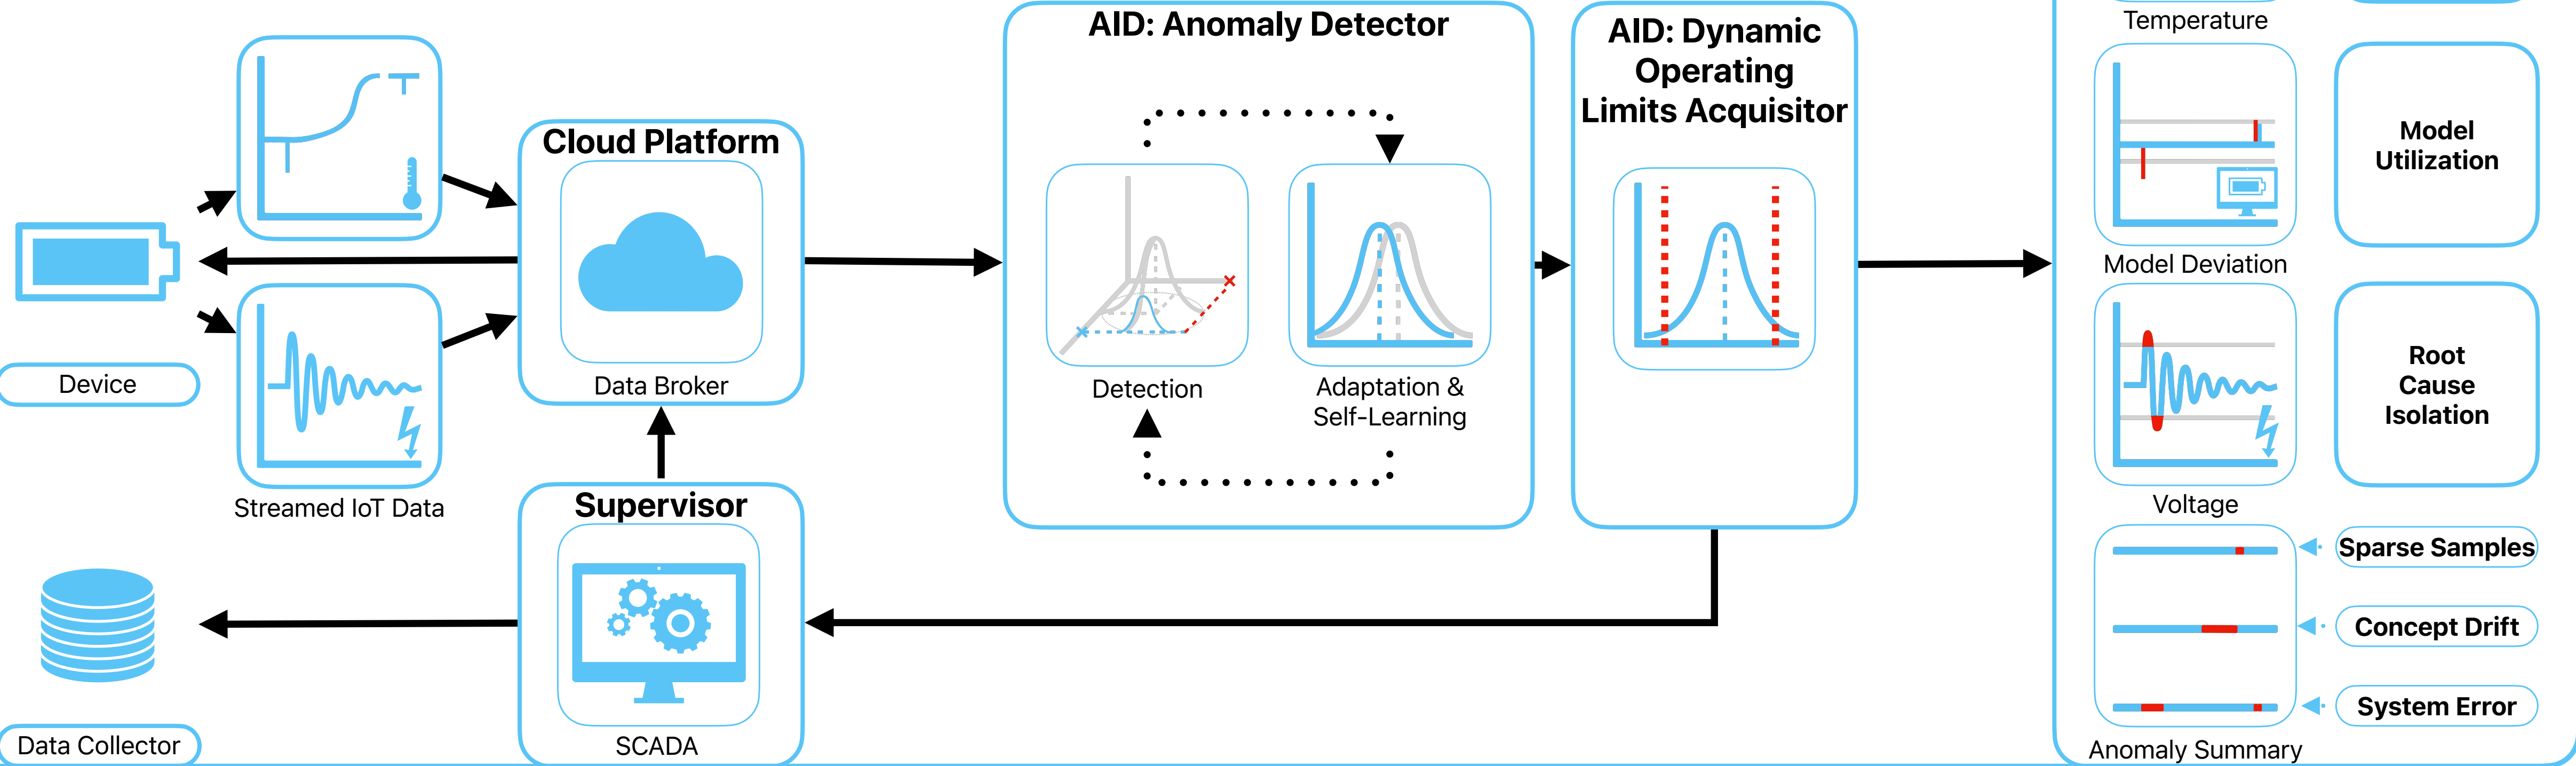 Device
Data Collector
Streamed IoT Data
Cloud Platform
Data Broker
Supervisor
SCADA
AID: Anomaly Detector
Detection
Adaptation &
Self-Learning
AID: Dynamic
Operating
Limits Acquisitor
Temperature
Model Deviation
Voltage
Anomaly Summary
Model
Utilization
Root
Cause
Isolation
Sparse Samples
Concept Drift
System Error